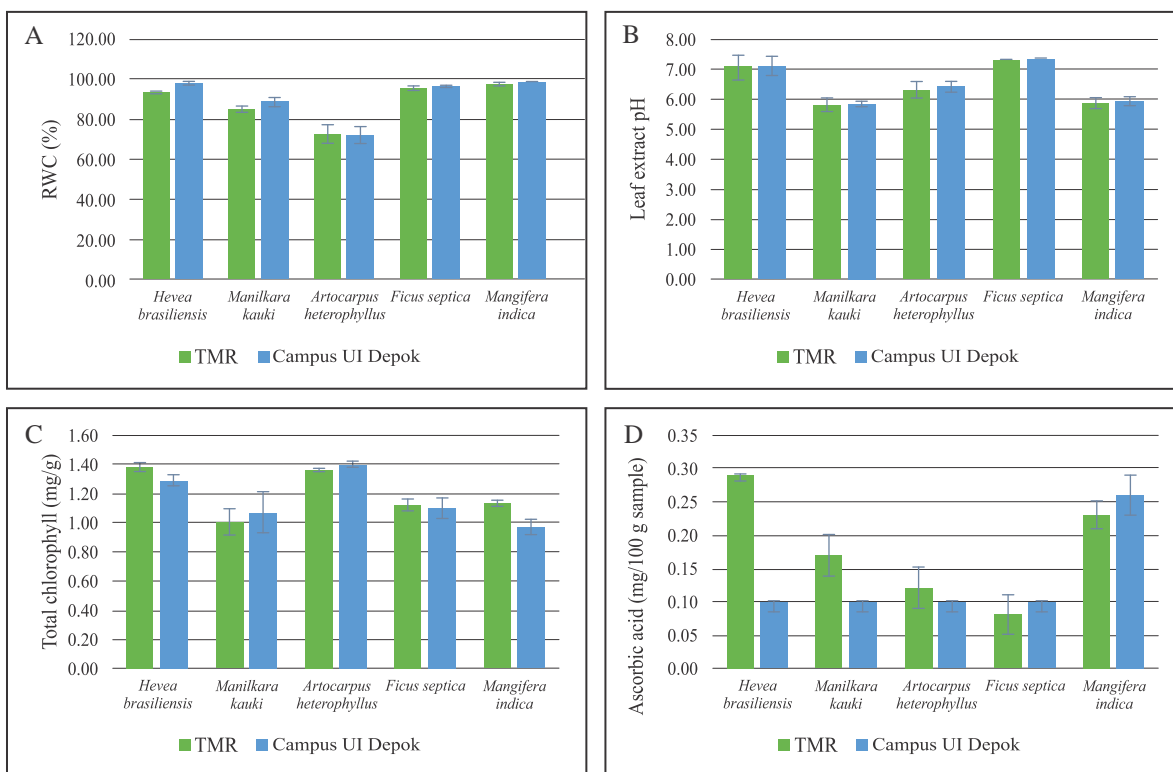 A
RWC (%)
120.00
100.00
80.00
60.00
40.00
20.00
0.00
Hevea
brasiliensis
Manilkara
kauki
Artocarpus
heterophyllus
Ficus septica
Mangifera
indica
TMR
Campus UI Depok
B
Leaf extract pH
8.00
7.00
6.00
5.00
4.00
3.00
2.00
1.00
0.00
Hevea
brasiliensis
Manilkara
kauki
Artocarpus
heterophyllus
Ficus septica
Mangifera
indica
TMR
Campus UI Depok
C
Total chlorophyll (mg/g)
1.60
1.40
1.20
1.00
0.80
0.60
0.40
0.20
0.00
Hevea
brasiliensis
Manilkara
kauki
Artocarpus
heterophyllus
Ficus septica
Mangifera
indica
TMR
Campus UI Depok
D
Ascorbic acid (mg/100 g sample)
0.35
0.30
0.25
0.20
0.15
0.10
0.05
0.00
Hevea
brasiliensis
Manilkara
kauki
Artocarpus
heterophyllus
Ficus septica
Mangifera
indica
TMR
Campus UI Depok